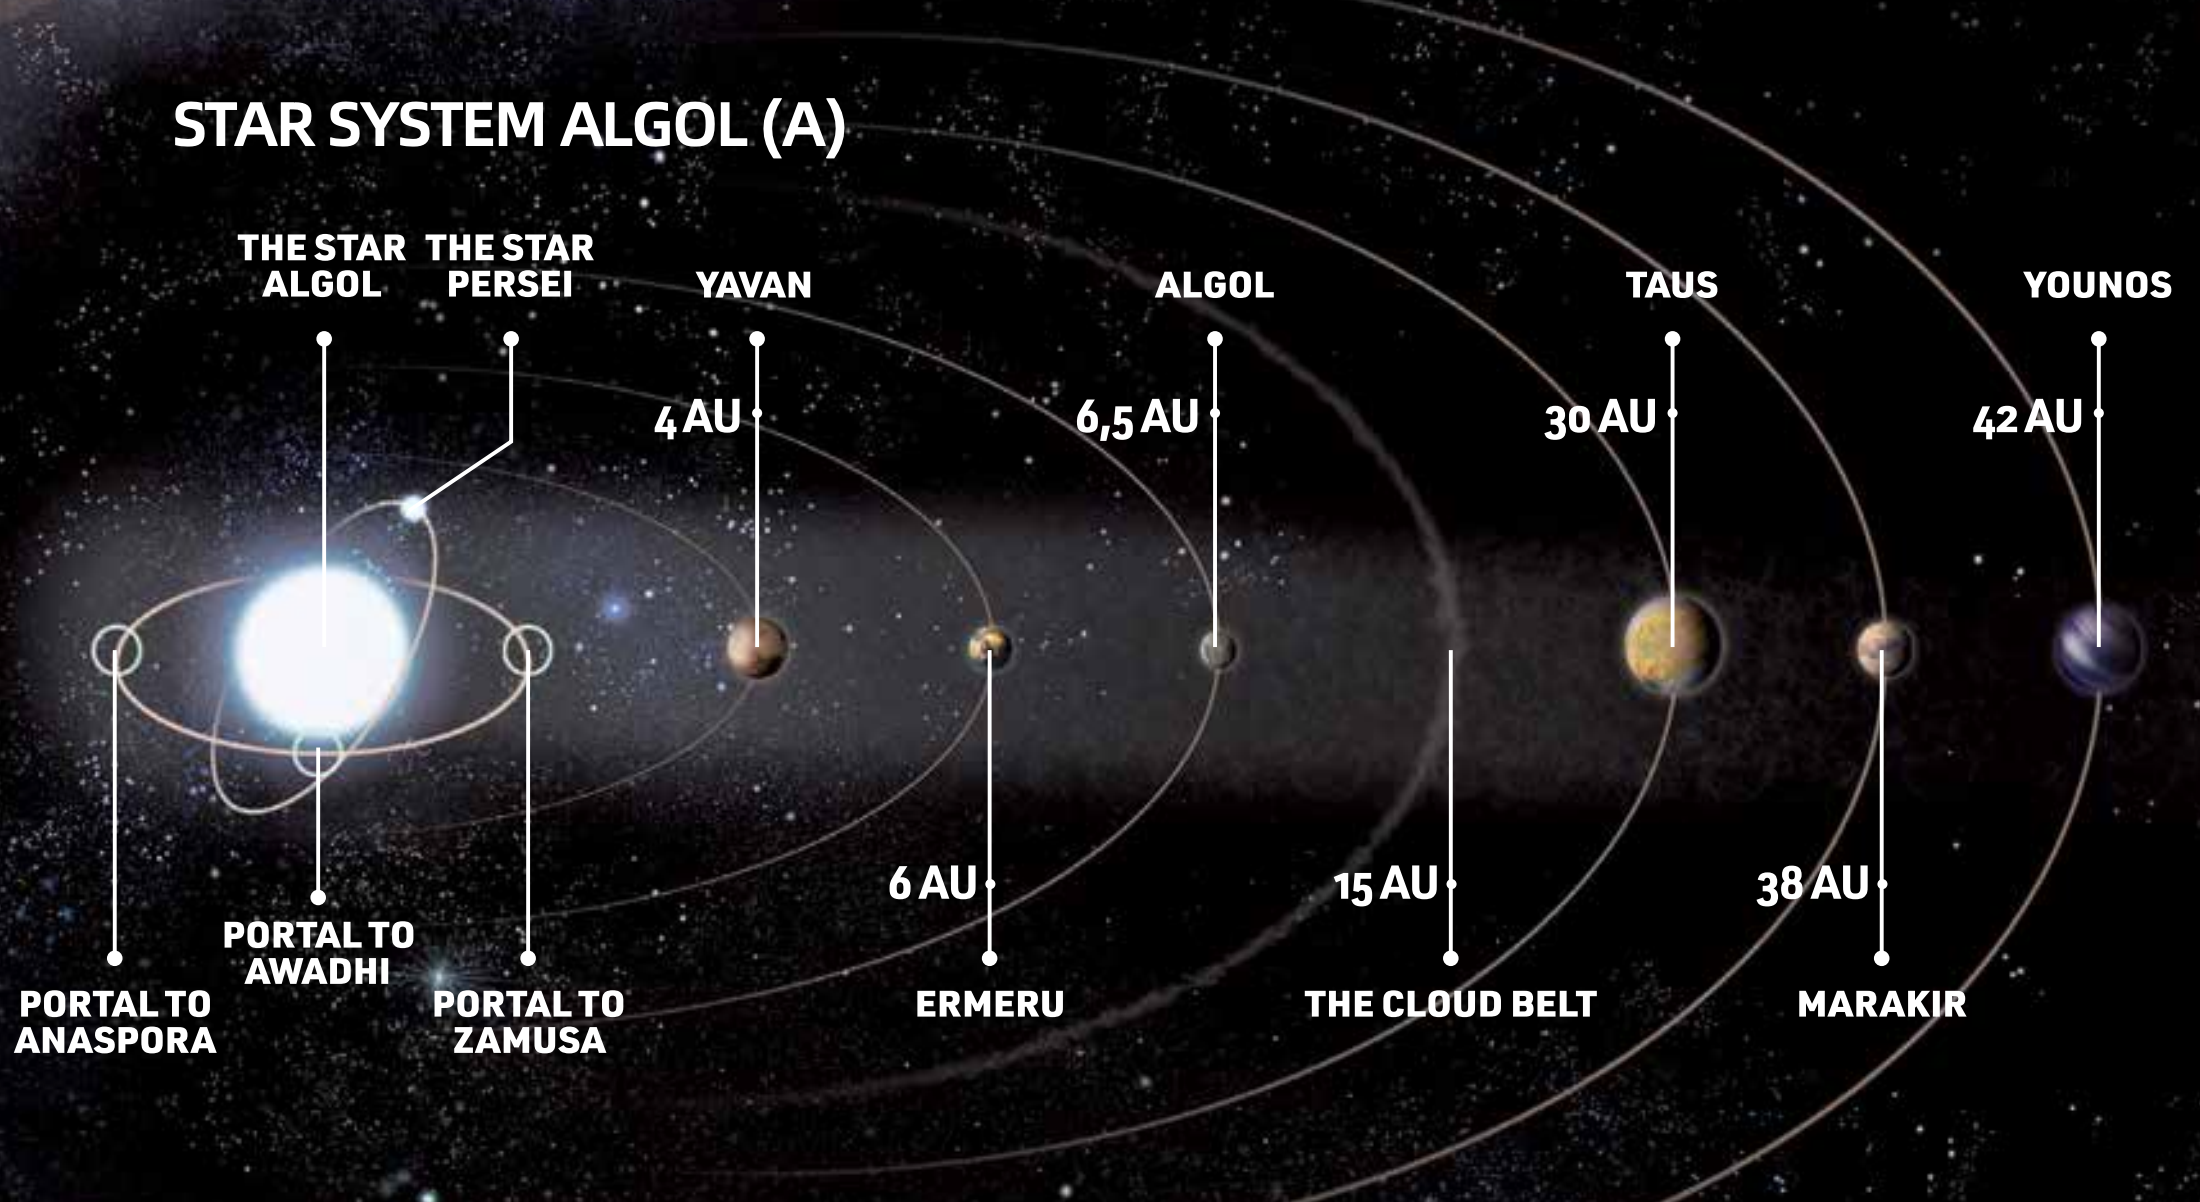 STAR SYSTEM ALGOL (A)
THE STAR
ALGOL
THE STAR
PERSEI
YAVAN
ALGOL
TAUS
YOUNOS
4 AU
6,5 AU
30 AU
42 AU
6 AU
15 AU
38 AU
PORTAL TO
AWADHI
PORTAL TO
ANASPORA
PORTAL TO
ZAMUSA
ERMERU
THE CLOUD BELT
MARAKIR